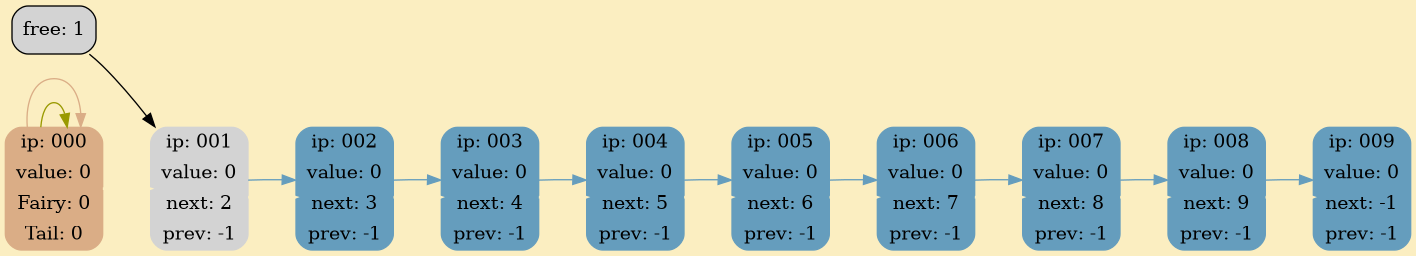 free: 1
ip: 000
value: 0
Fairy: 0
Tail: 0
ip: 001
value: 0
next: 2
prev: -1
ip: 002
value: 0
next: 3
prev: -1
ip: 003
value: 0
next: 4
prev: -1
ip: 004
value: 0
next: 5
prev: -1
ip: 005
value: 0
next: 6
prev: -1
ip: 006
value: 0
next: 7
prev: -1
ip: 007
value: 0
next: 8
prev: -1
ip: 008
value: 0
next: 9
prev: -1
ip: 009
value: 0
next: -1
prev: -1